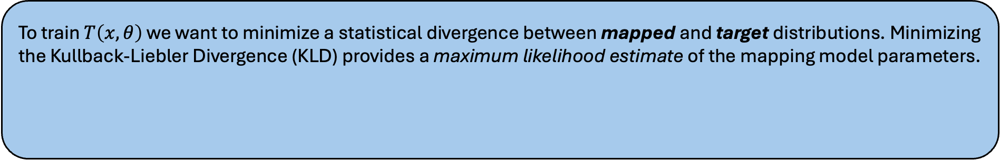 To train T(x, θ) we want to minimize a statistical divergence between mapped and target distributions. Minimizing
the Kullback-Liebler Divergence (KLD) provides a maximum likelihood estimate of the mapping model parameters.